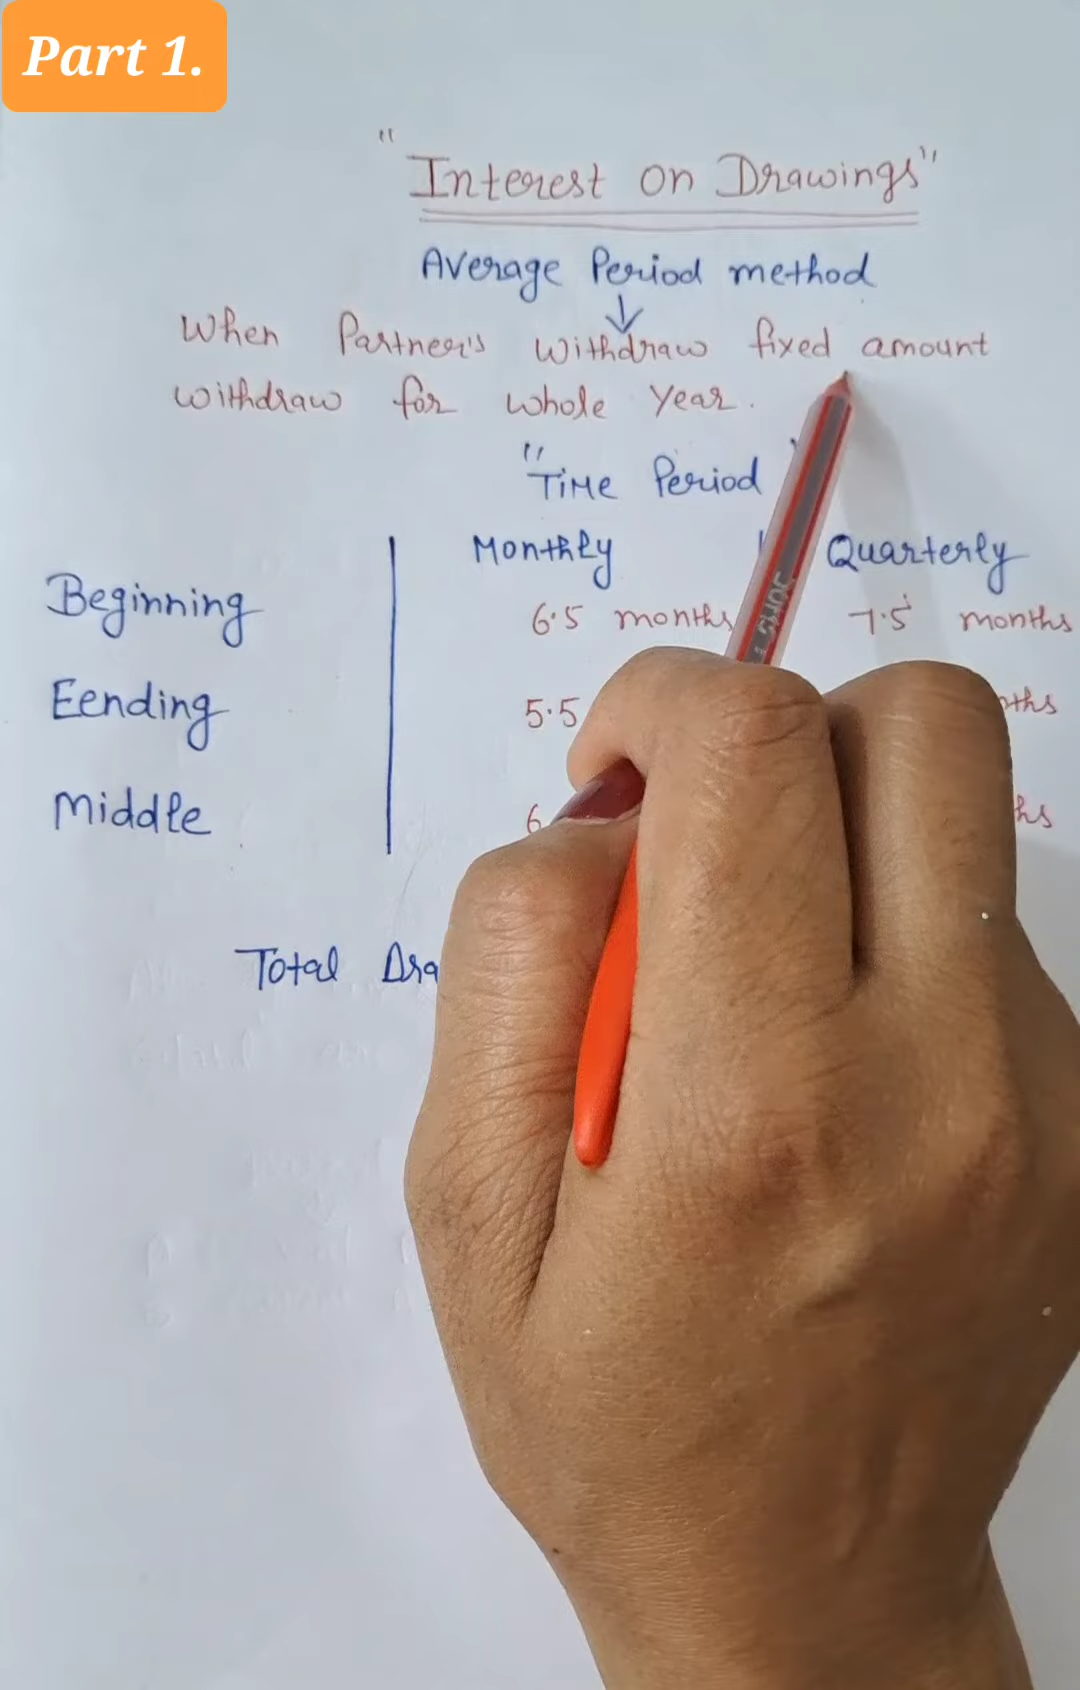 Part 1.
"Interest on Drawings"
Average Period method
↓
When Partner's withdraw fixed amount
withdraw for whole year.
"Time Period
Monthly Quarterly
Beginning 6.5 months 7.5 months
Eending 5.5
Middle 6
Total